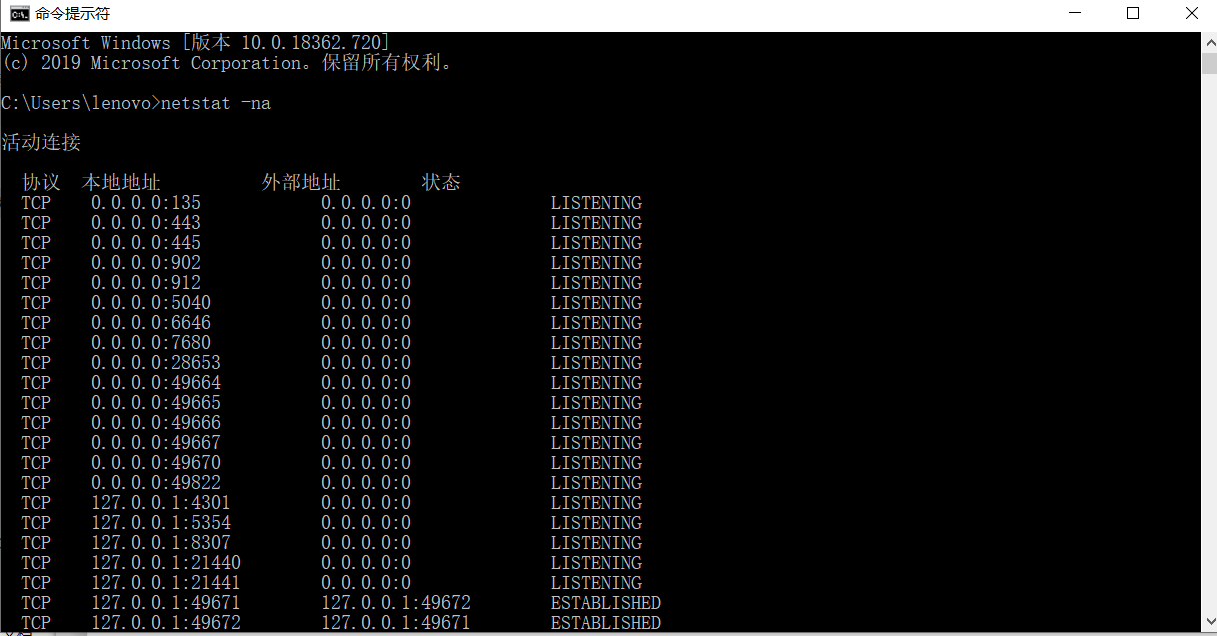 命令提示符
Microsoft Windows [版本 10.0.18362.720]
(c) 2019 Microsoft Corporation。保留所有权利。
C:\Users\lenovo>netstat -na
活动连接
协议 本地地址 外部地址 状态
TCP 0.0.0.0:135 0.0.0.0:0 LISTENING
TCP 0.0.0.0:443 0.0.0.0:0 LISTENING
TCP 0.0.0.0:445 0.0.0.0:0 LISTENING
TCP 0.0.0.0:902 0.0.0.0:0 LISTENING
TCP 0.0.0.0:912 0.0.0.0:0 LISTENING
TCP 0.0.0.0:5040 0.0.0.0:0 LISTENING
TCP 0.0.0.0:6646 0.0.0.0:0 LISTENING
TCP 0.0.0.0:7680 0.0.0.0:0 LISTENING
TCP 0.0.0.0:28653 0.0.0.0:0 LISTENING
TCP 0.0.0.0:49664 0.0.0.0:0 LISTENING
TCP 0.0.0.0:49665 0.0.0.0:0 LISTENING
TCP 0.0.0.0:49666 0.0.0.0:0 LISTENING
TCP 0.0.0.0:49667 0.0.0.0:0 LISTENING
TCP 0.0.0.0:49670 0.0.0.0:0 LISTENING
TCP 0.0.0.0:49822 0.0.0.0:0 LISTENING
TCP 127.0.0.1:4301 0.0.0.0:0 LISTENING
TCP 127.0.0.1:5354 0.0.0.0:0 LISTENING
TCP 127.0.0.1:8307 0.0.0.0:0 LISTENING
TCP 127.0.0.1:21440 0.0.0.0:0 LISTENING
TCP 127.0.0.1:21441 0.0.0.0:0 LISTENING
TCP 127.0.0.1:49671 127.0.0.1:49672 ESTABLISHED
TCP 127.0.0.1:49672 127.0.0.1:49671 ESTABLISHED